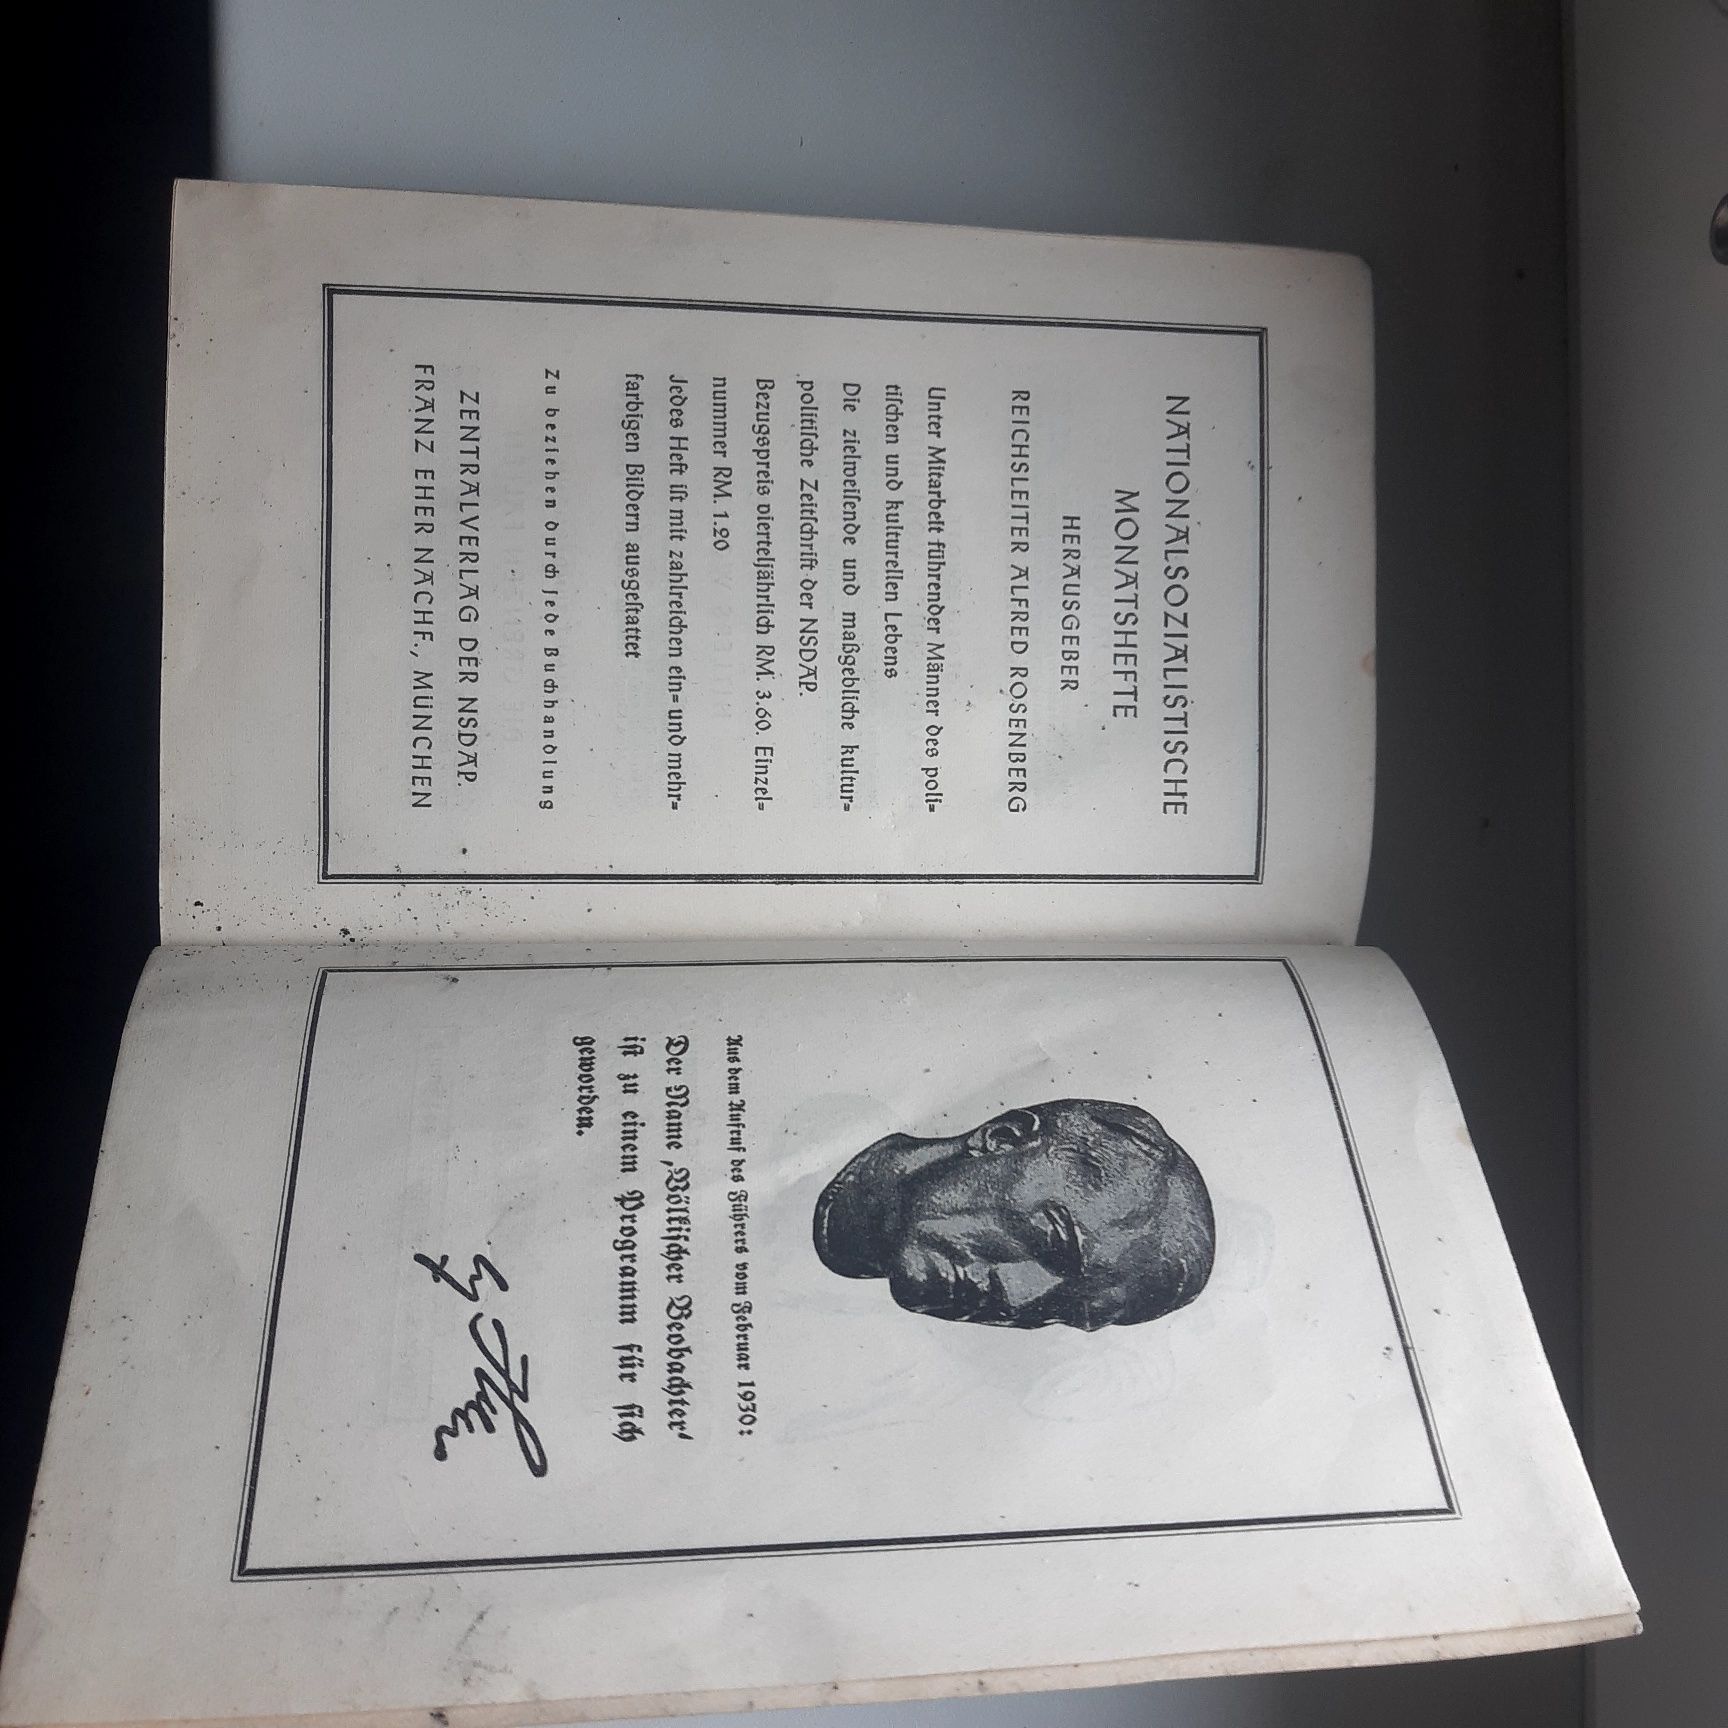 NATIONALSOZIALISTISCHE
MONATSHEFTE
HERAUSGEBER
REICHSLEITER ALFRED ROSENBERG
Unter Mitarbeit führender Männer des poli=
tiſchen und kulturellen Lebens
Die zielweiſende und maßgebliche kultur=
politiſche Zeitſchrift der NSDAP.
Bezugspreis vierteljährlich RM. 3.60. Einzel=
nummer RM. 1.20
Jedes Heft iſt mit zahlreichen ein= und mehr=
farbigen Bildern ausgeſtattet
Zu beziehen durch jede Buchhandlung
ZENTRALVERLAG DER NSDAP.
FRANZ EHER NACHF., MÜNCHEN
Aus dem Aufruf des Führers vom Februar 1930:
Der Name ‚Völkiſcher Beobachter‘
iſt zu einem Programm für ſich
geworden.